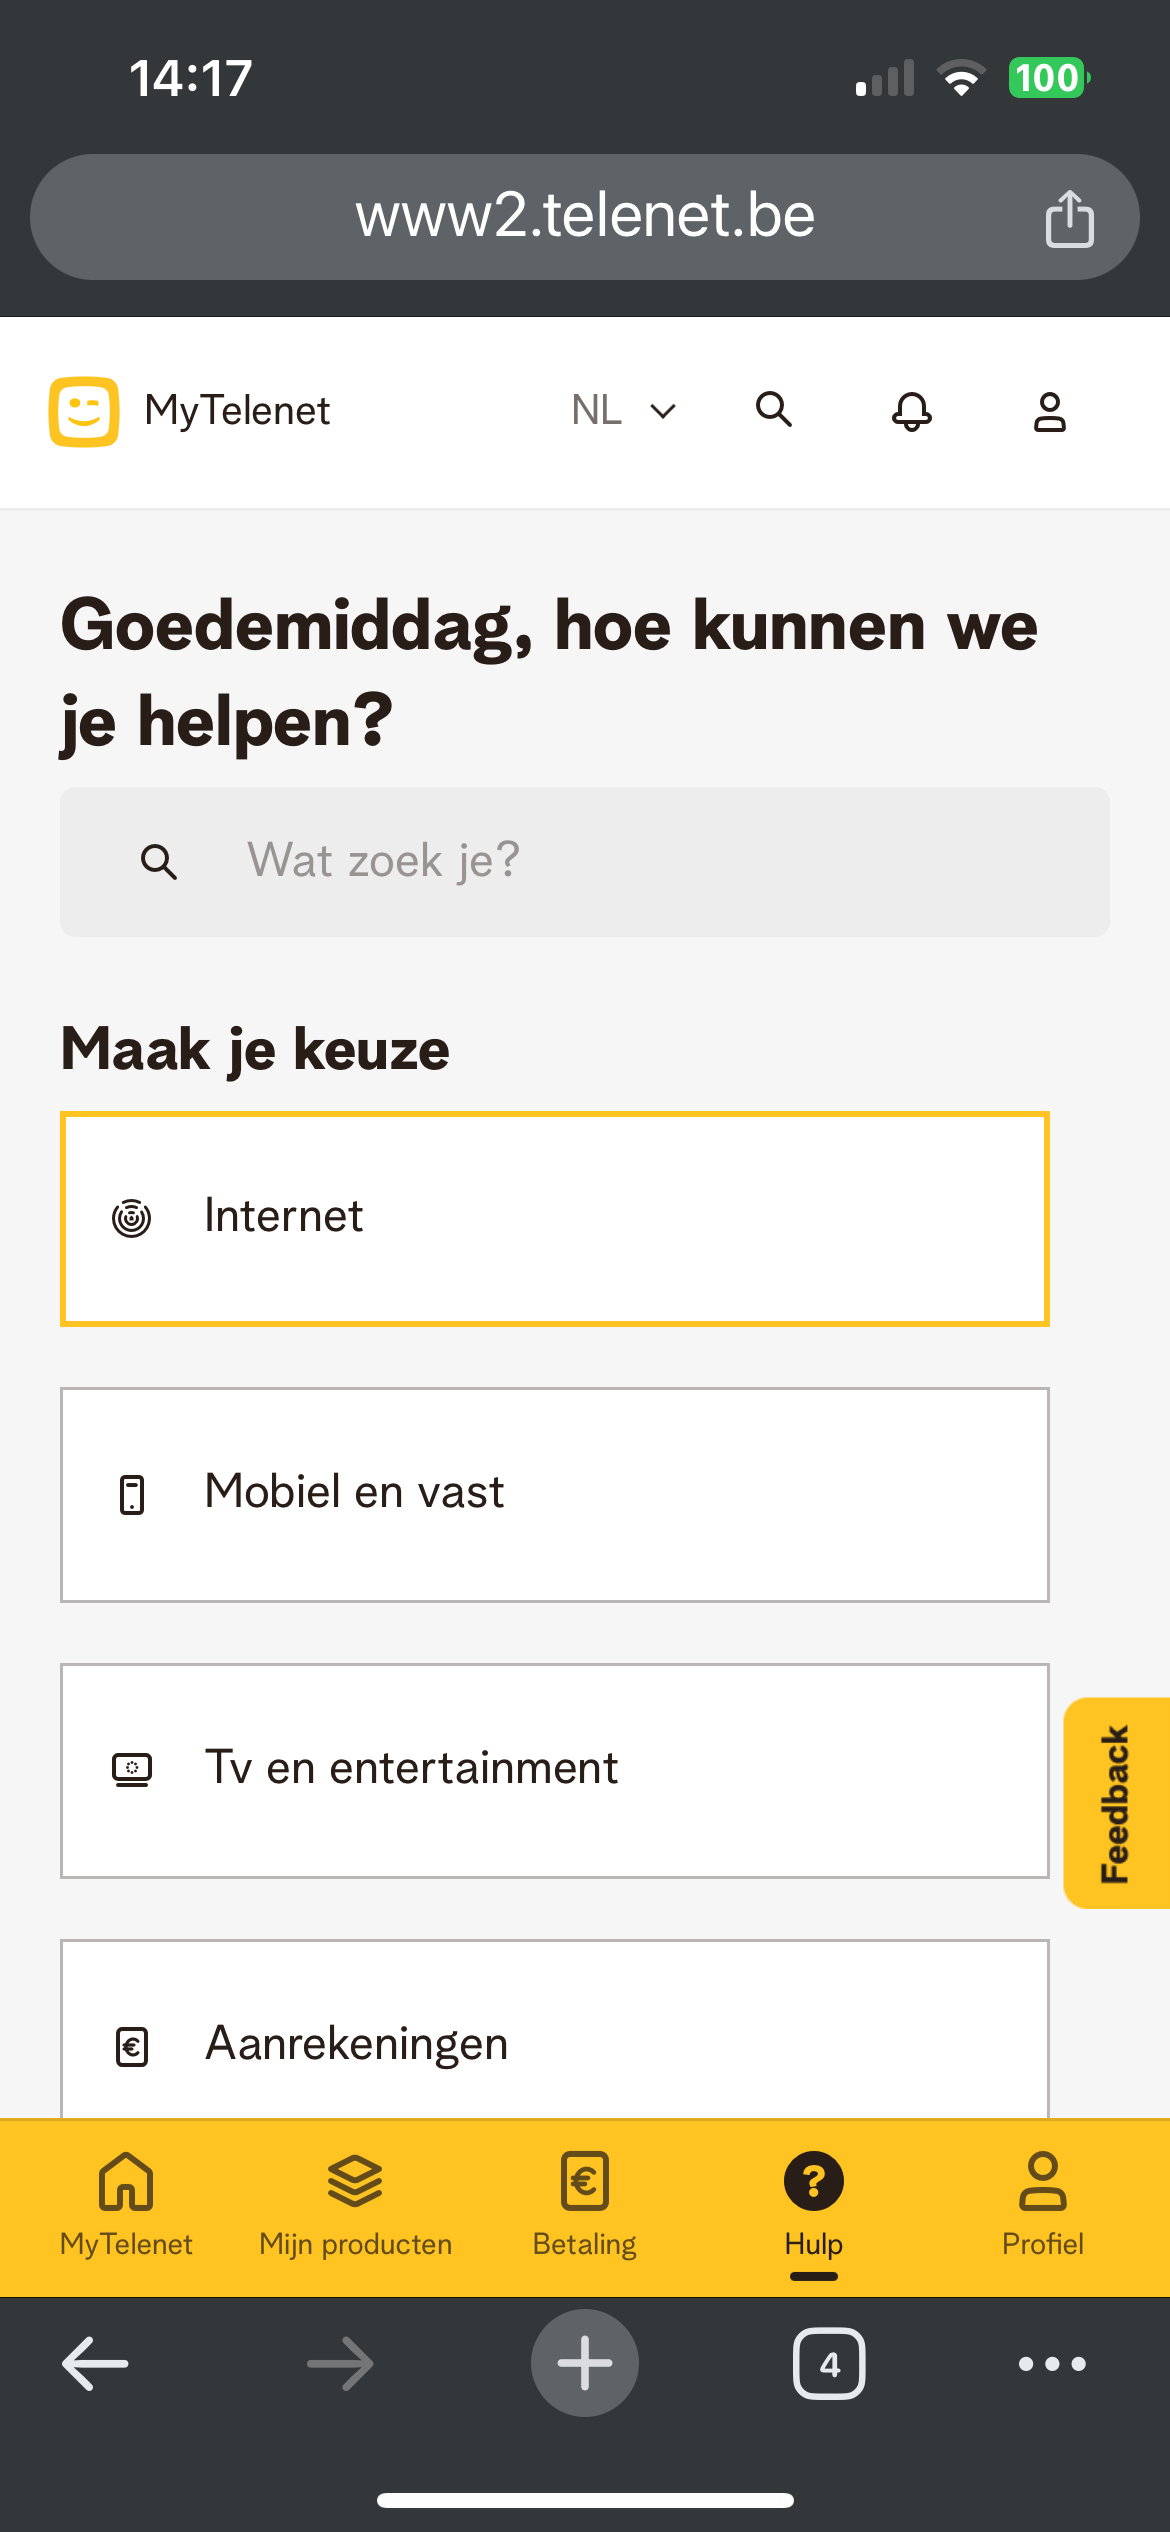 14:17
100
www2.telenet.be
MyTelenet
NL
Goedemiddag, hoe kunnen we
je helpen?
Wat zoek je?
Maak je keuze
Internet
Mobiel en vast
Tv en entertainment
Feedback
Aanrekeningen
MyTelenet
Mijn producten
Betaling
Hulp
Profiel
4